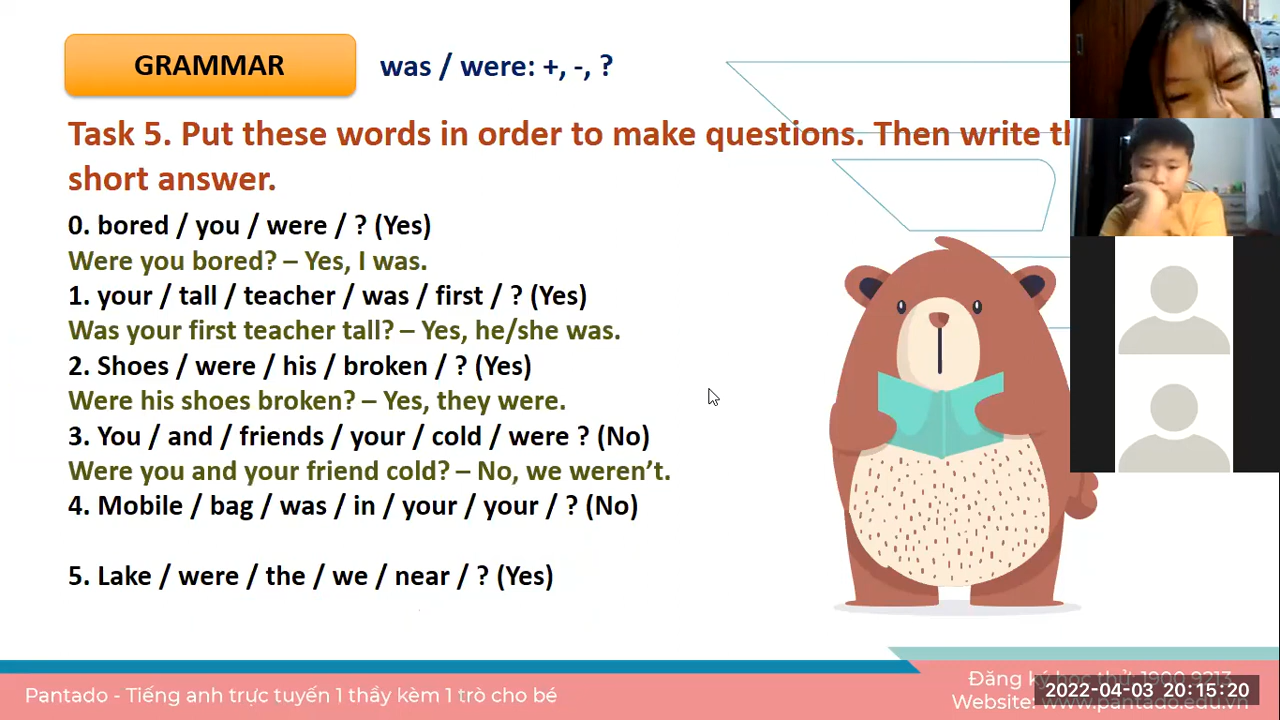 GRAMMAR
was / were: +, -, ?
Task 5. Put these words in order to make questions. Then write
short answer.
0. bored / you / were / ? (Yes)
Were you bored? – Yes, I was.
1. your / tall / teacher / was / first / ? (Yes)
Was your first teacher tall? – Yes, he/she was.
2. Shoes / were / his / broken / ? (Yes)
Were his shoes broken? – Yes, they were.
3. You / and / friends / your / cold / were ? (No)
Were you and your friend cold? – No, we weren’t.
4. Mobile / bag / was / in / your / your / ? (No)
5. Lake / were / the / we / near / ? (Yes)
Pantado - Tiếng anh trực tuyến 1 thầy kèm 1 trò cho bé
Đăng ký học thử: 1900 9213
Website: www.pantado.edu.vn
2022-04-03 20:15:20